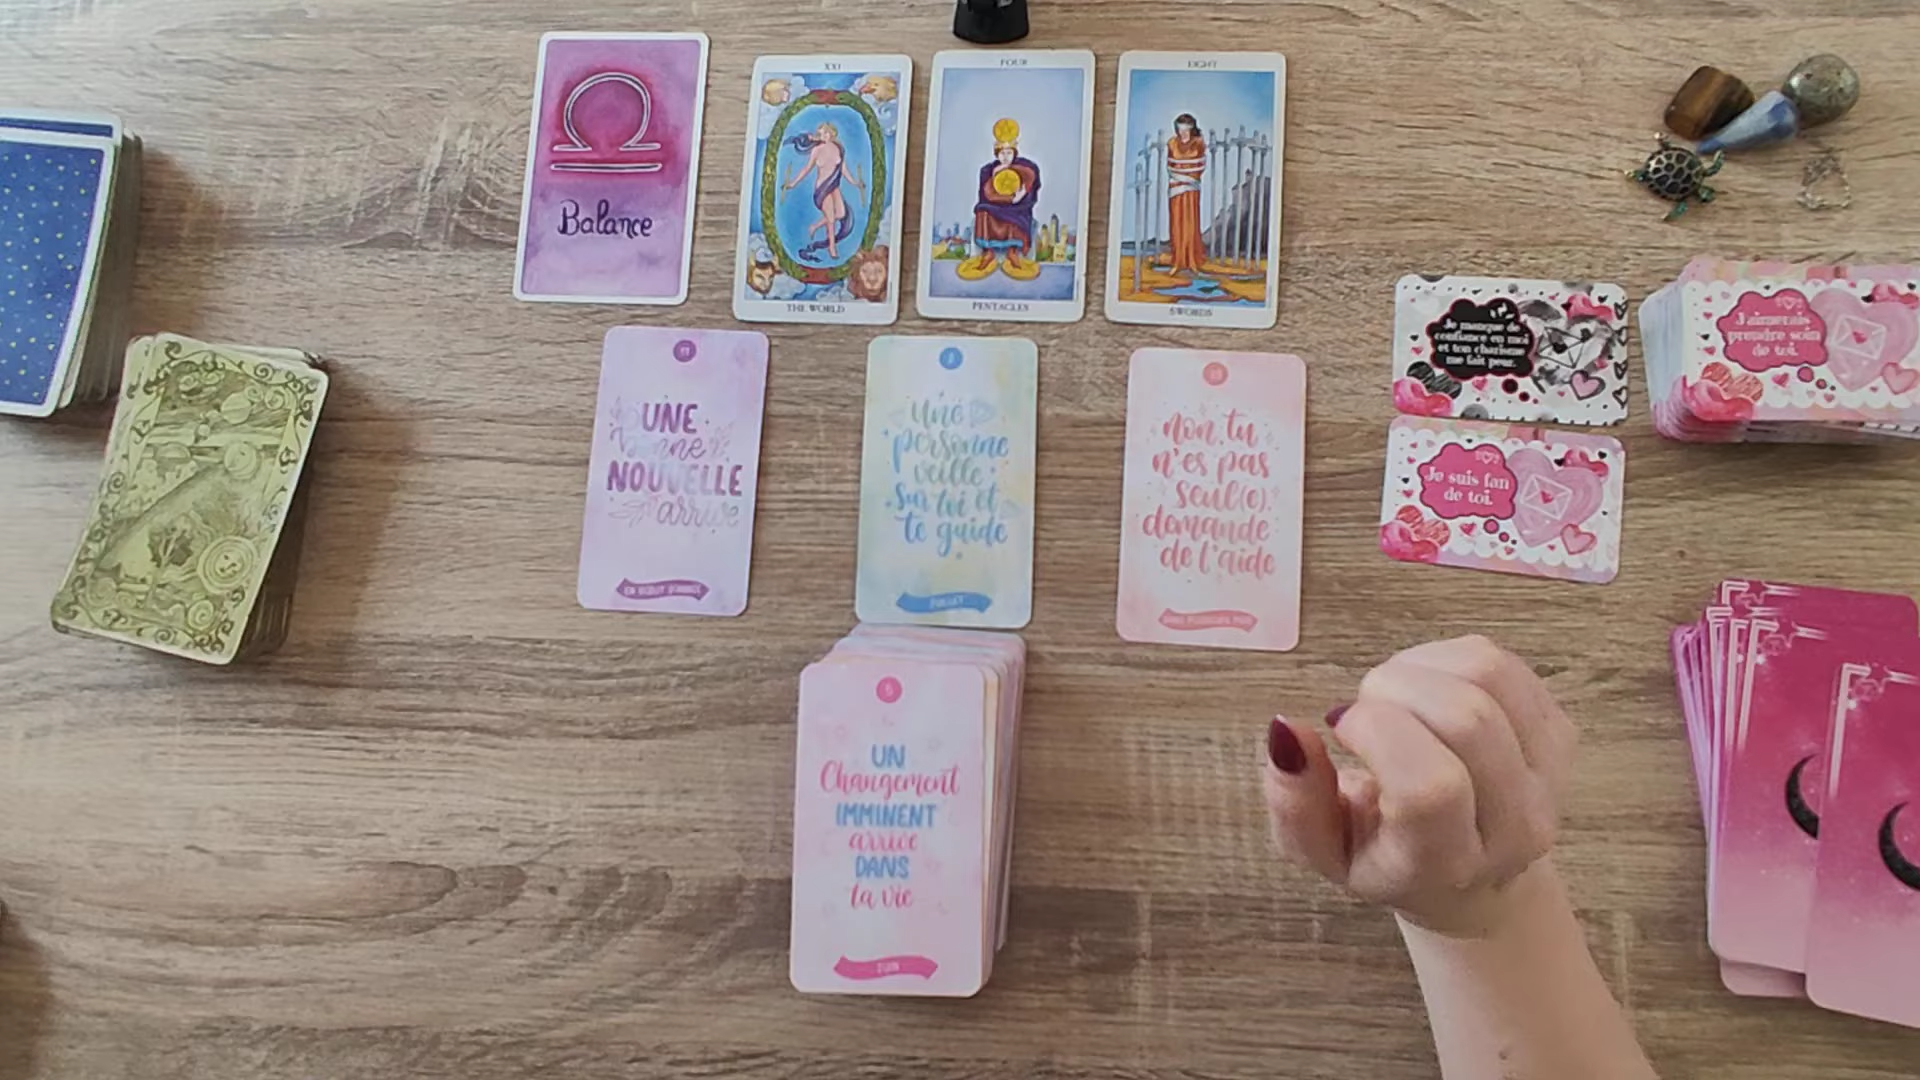 Balance
XXI
THE WORLD
FOUR
PENTACLES
EIGHT
SWORDS
Je manque de
confiance en moi
et ton charisme
me fait peur.
J'aimerais
prendre soin
de toi.
Je suis fan
de toi.
UNE
bonne
NOUVELLE
arrive
une
personne
veille
sur toi et
te guide
non, tu
n'es pas
seul(e),
demande
de l'aide
UN
Changement
IMMINENT
arrive
DANS
ta vie
JUIN